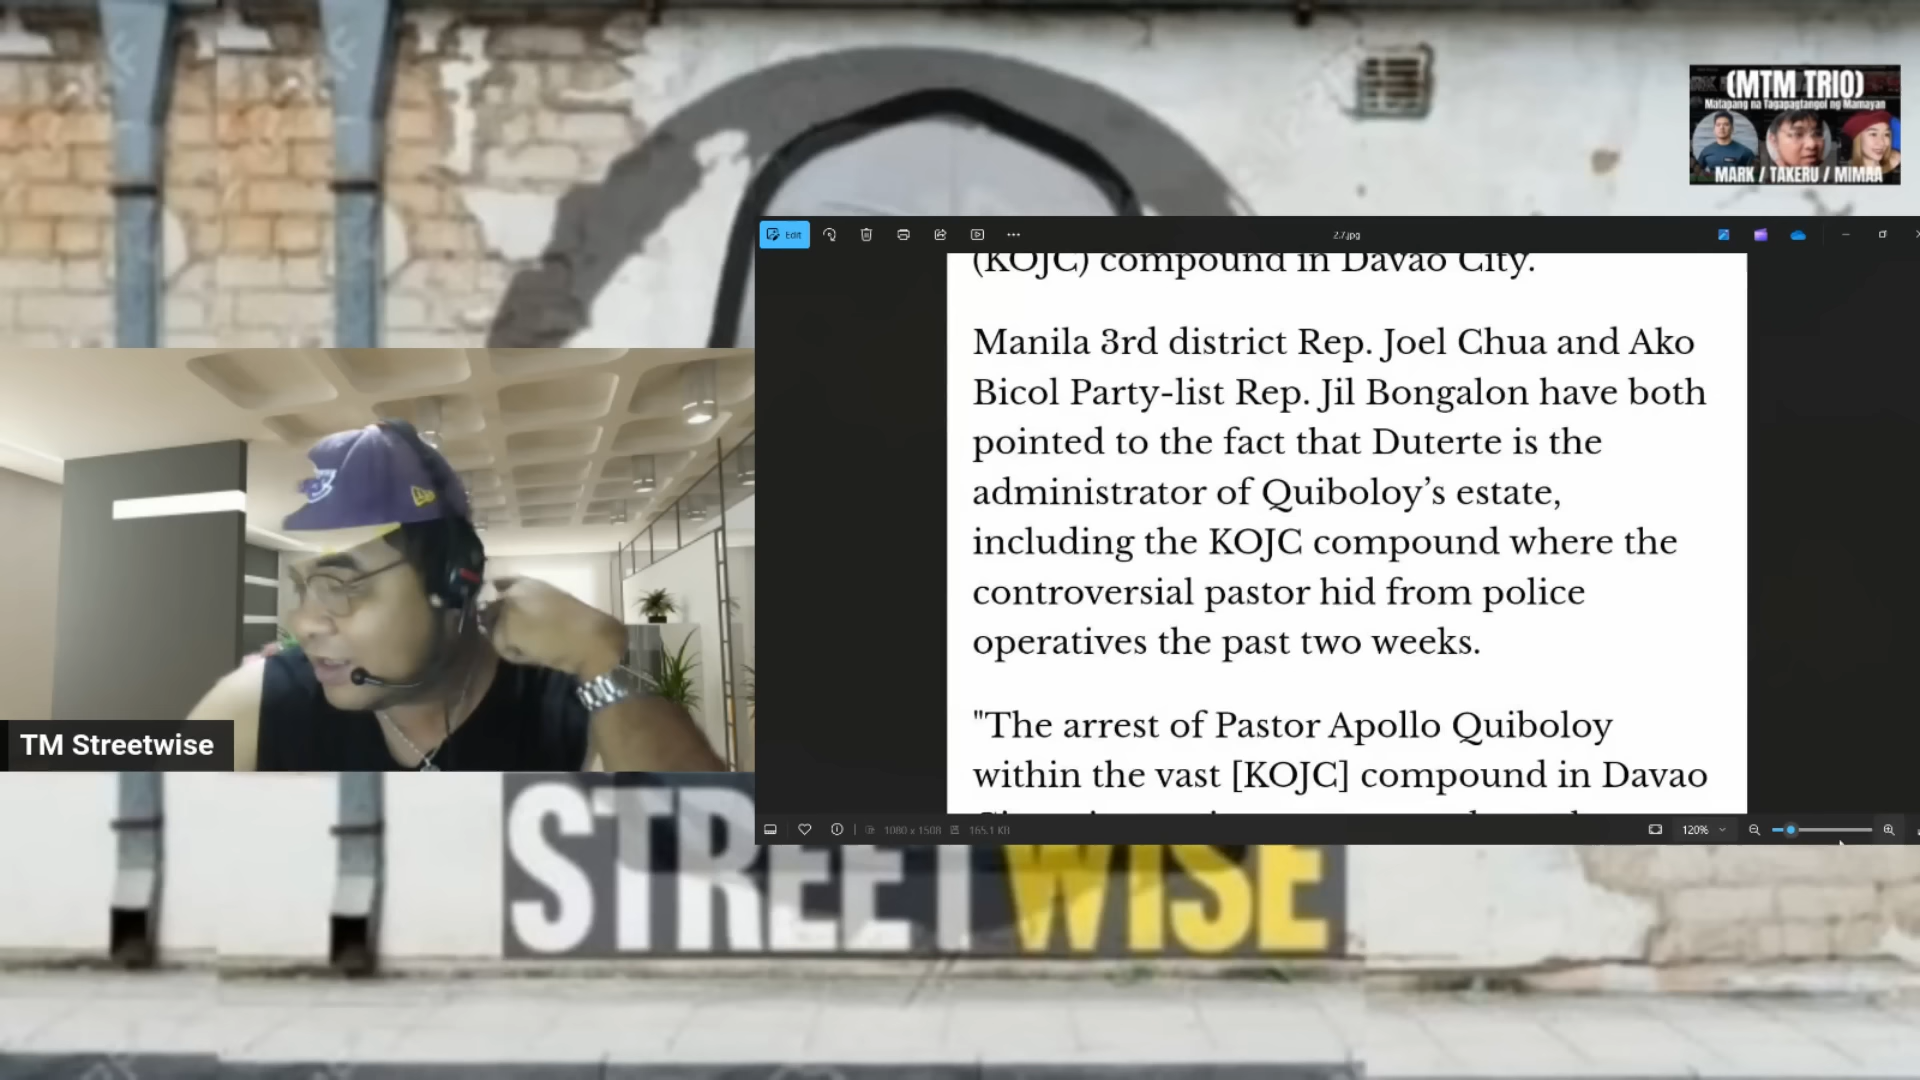 (MTM TRIO)
Matapang na Tagapagtangol ng Mamayan
MARK / TAKERU / MIMAA
Edit
2.7.jpg
(KOJC) compound in Davao City.
Manila 3rd district Rep. Joel Chua and Ako
Bicol Party-list Rep. Jil Bongalon have both
pointed to the fact that Duterte is the
administrator of Quiboloy’s estate,
including the KOJC compound where the
controversial pastor hid from police
operatives the past two weeks.
"The arrest of Pastor Apollo Quiboloy
within the vast [KOJC] compound in Davao
TM Streetwise
1080 x 1508
165.1 KB
120%
STREETWISE